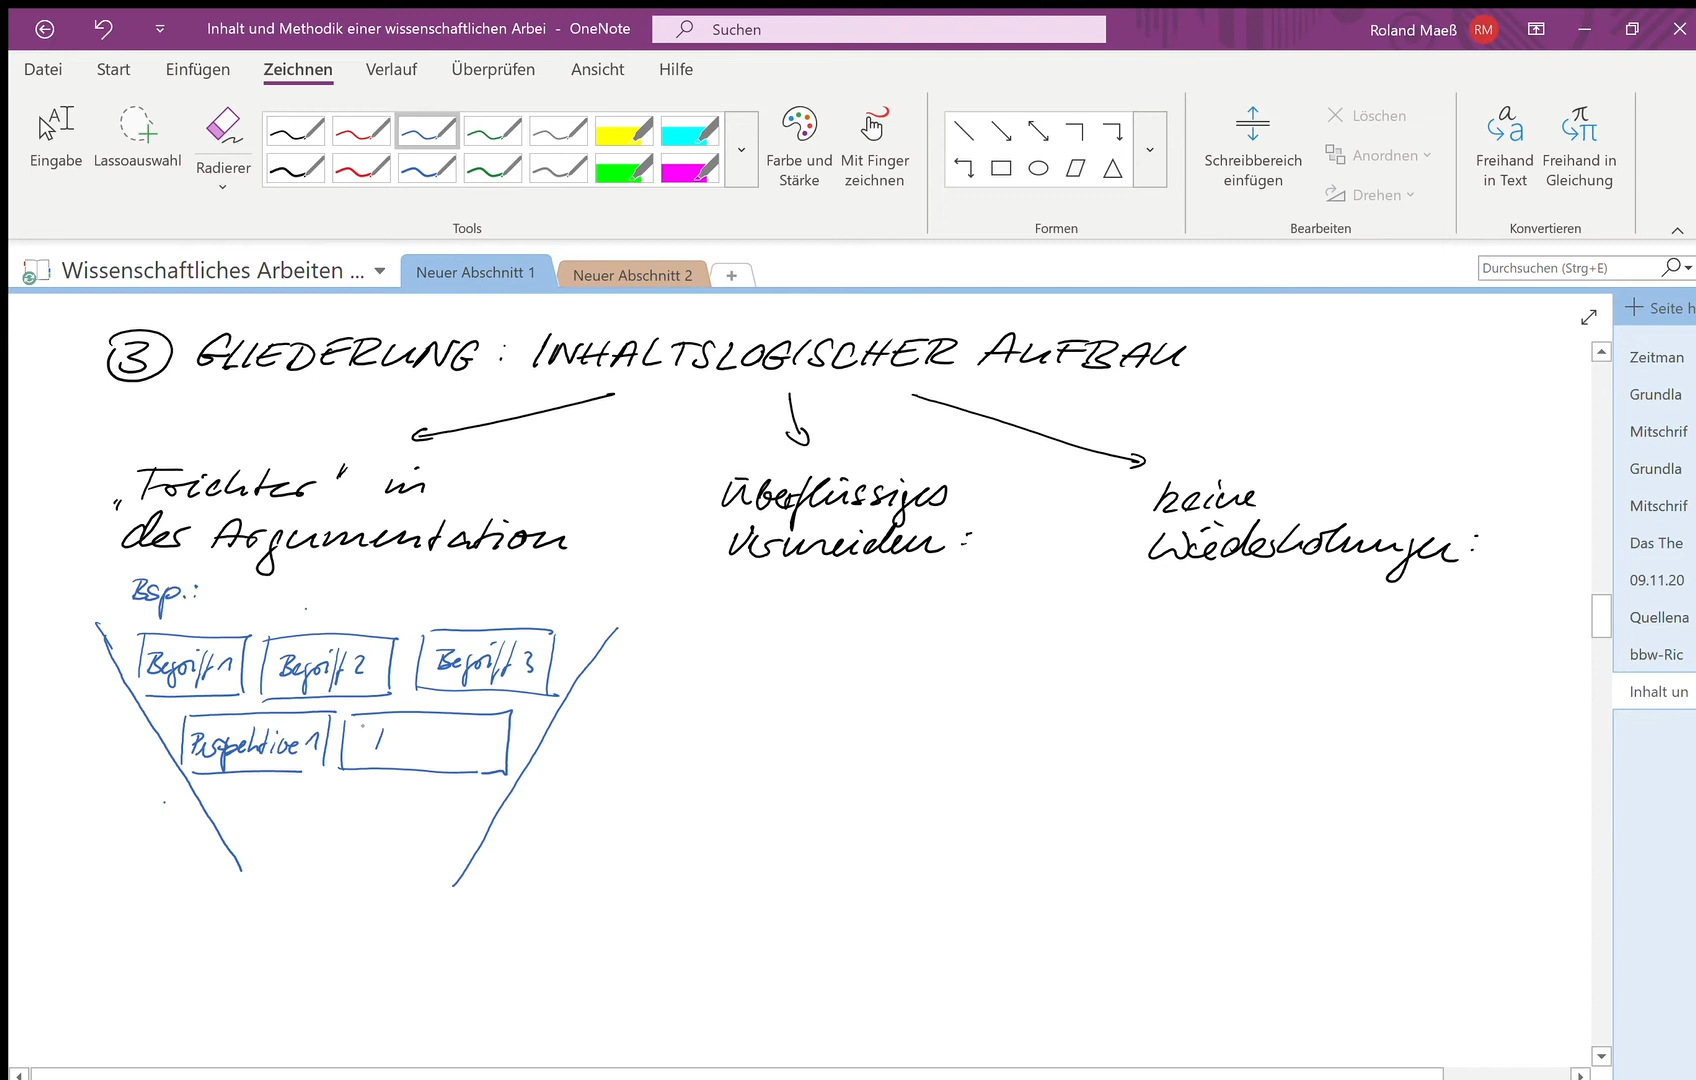 Inhalt und Methodik einer wissenschaftlichen Arbei - OneNote
Suchen
Roland Maeß
RM
Datei
Start
Einfügen
Zeichnen
Verlauf
Überprüfen
Ansicht
Hilfe
Eingabe
Lassoauswahl
Radierer
Farbe und
Stärke
Mit Finger
zeichnen
Tools
Formen
Schreibbereich
einfügen
Löschen
Anordnen
Drehen
Bearbeiten
Freihand
in Text
Freihand in
Gleichung
Konvertieren
Wissenschaftliches Arbeiten ...
Neuer Abschnitt 1
Neuer Abschnitt 2
Durchsuchen (Strg+E)
Seite h
Zeitman
Grundla
Mitschrif
Grundla
Mitschrif
Das The
09.11.20
Quellena
bbw-Ric
Inhalt un
③ GLIEDERUNG : INHALTSLOGISCHER AUFBAU
„Trichter" in
der Argumentation
Überflüssiges
vermeiden :
keine
Wiederholungen :
Bsp.:
Begriff 1
Begriff 2
Begriff 3
Perspektive 1